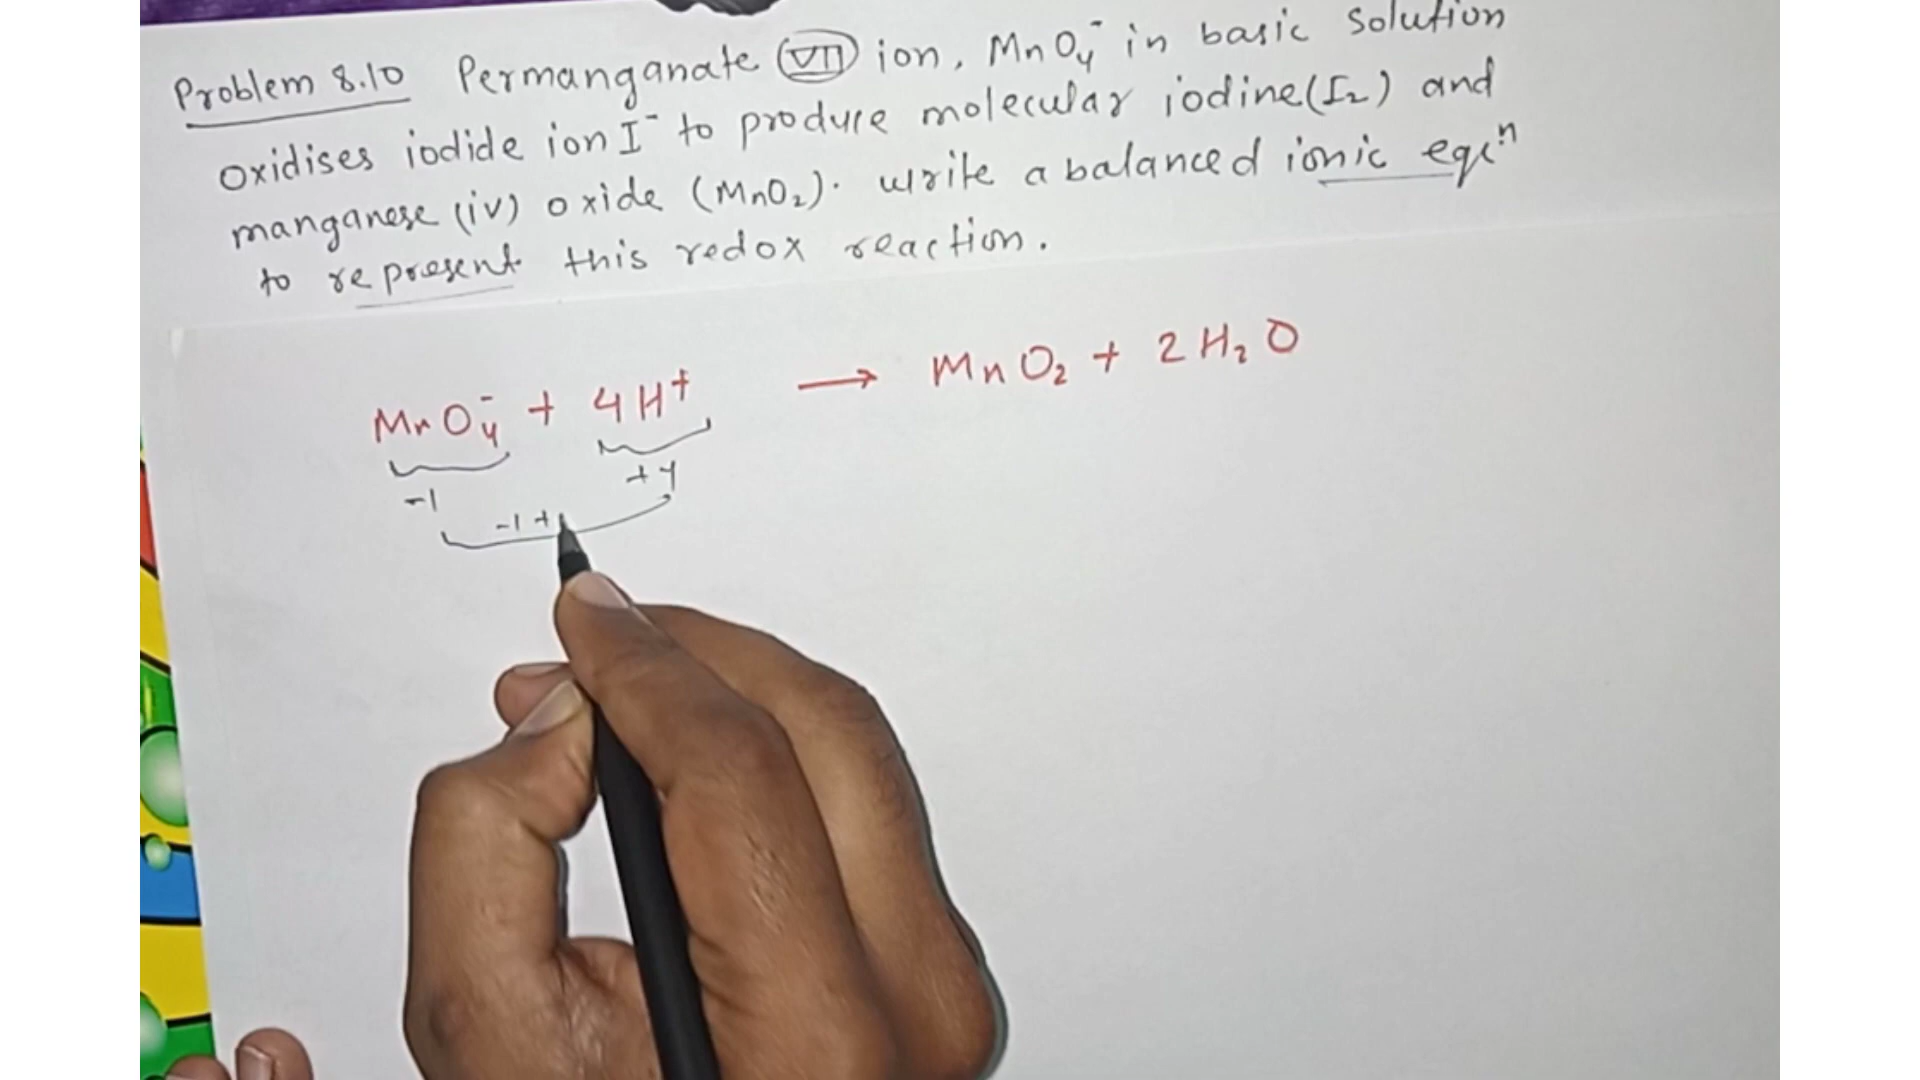 Problem 8.10 Permanganate (VII) ion, MnO₄⁻ in basic solution
oxidises iodide ion I⁻ to produce molecular iodine (I₂) and
manganese (iv) oxide (MnO₂). Write a balanced ionic eqⁿ
to represent this redox reaction.
MnO₄⁻ + 4H⁺ → MnO₂ + 2H₂O
-1 +4
-1 +